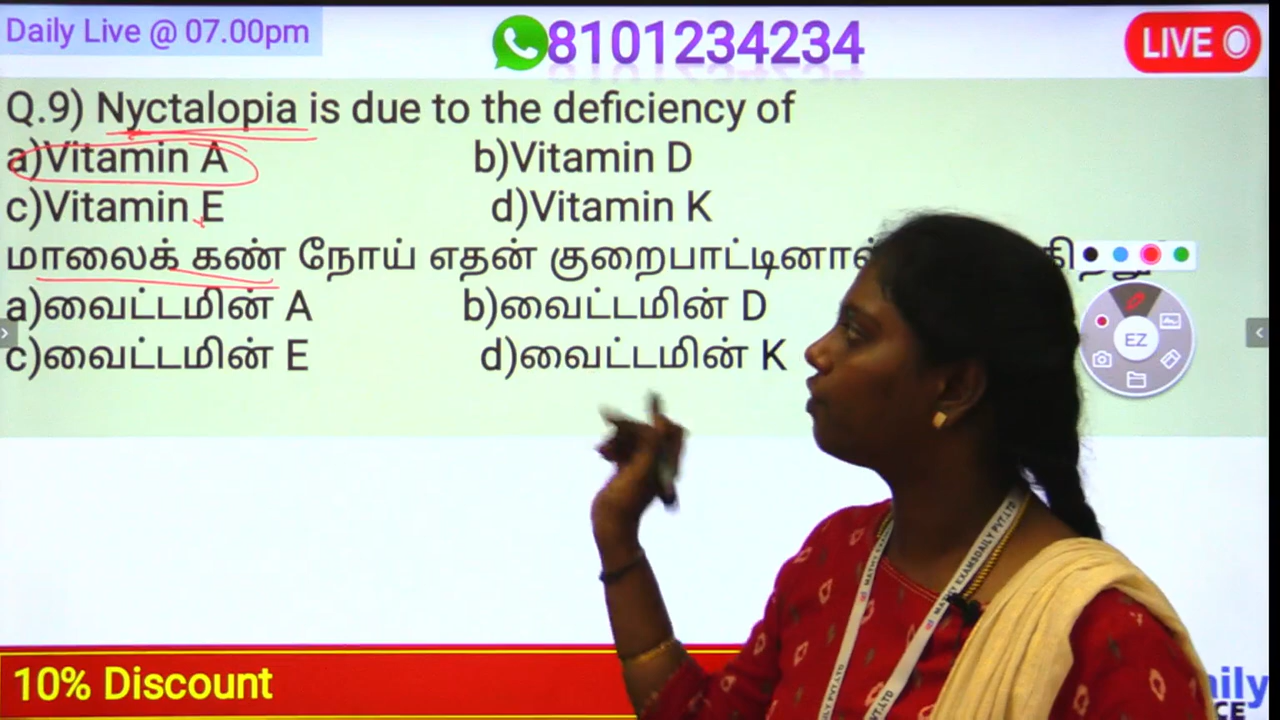 Daily Live @ 07.00pm
8101234234
LIVE
Q.9) Nyctalopia is due to the deficiency of
a)Vitamin A b)Vitamin D
c)Vitamin E d)Vitamin K
மாலைக் கண் நோய் எதன் குறைபாட்டினால்
a)வைட்டமின் A b)வைட்டமின் D
c)வைட்டமின் E d)வைட்டமின் K
EZ
10% Discount